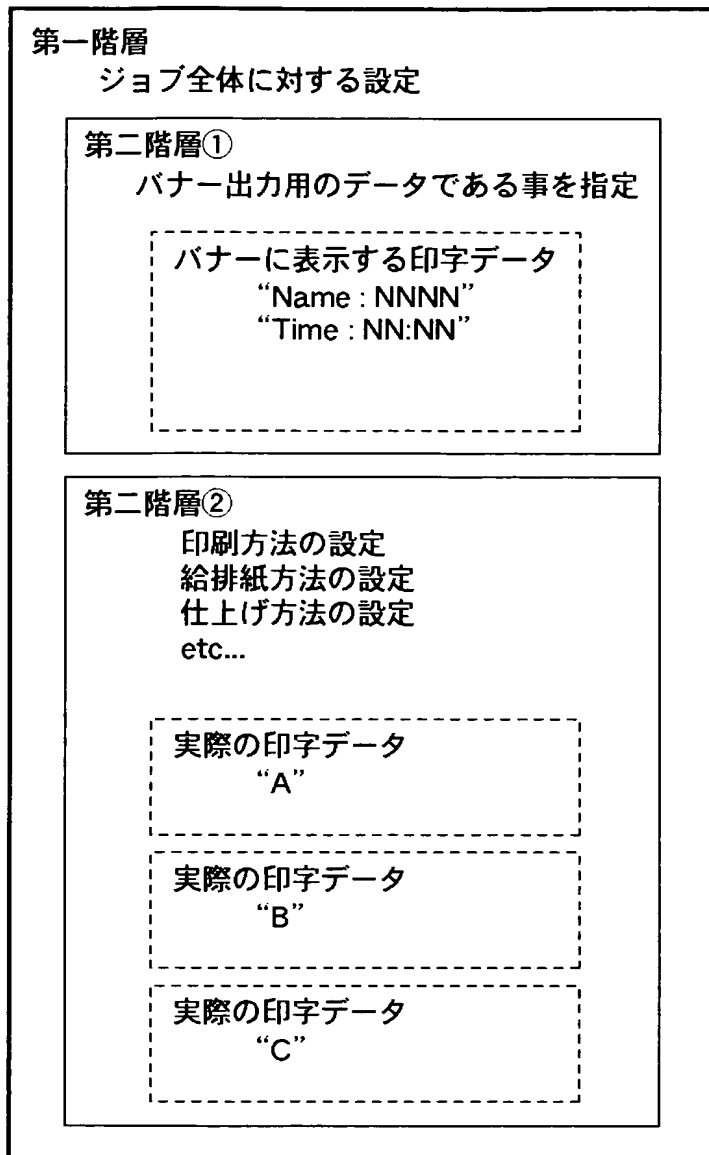 第一階層
ジョブ全体に対する設定
第二階層①
バナー出力用のデータである事を指定
バナーに表示する印字データ
“Name : NNNN”
“Time : NN:NN”
第二階層②
印刷方法の設定
給排紙方法の設定
仕上げ方法の設定
etc...
実際の印字データ
“A”
実際の印字データ
“B”
実際の印字データ
“C”